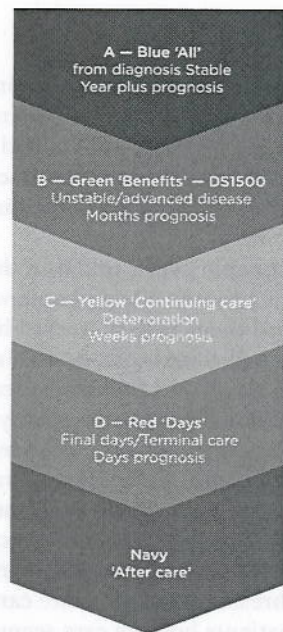 A — Blue ‘All’
from diagnosis Stable
Year plus prognosis
B — Green ‘Benefits’ — DS1500
Unstable/advanced disease
Months prognosis
C — Yellow ‘Continuing care’
Deterioration
Weeks prognosis
D — Red ‘Days’
Final days/Terminal care
Days prognosis
Navy
‘After care’